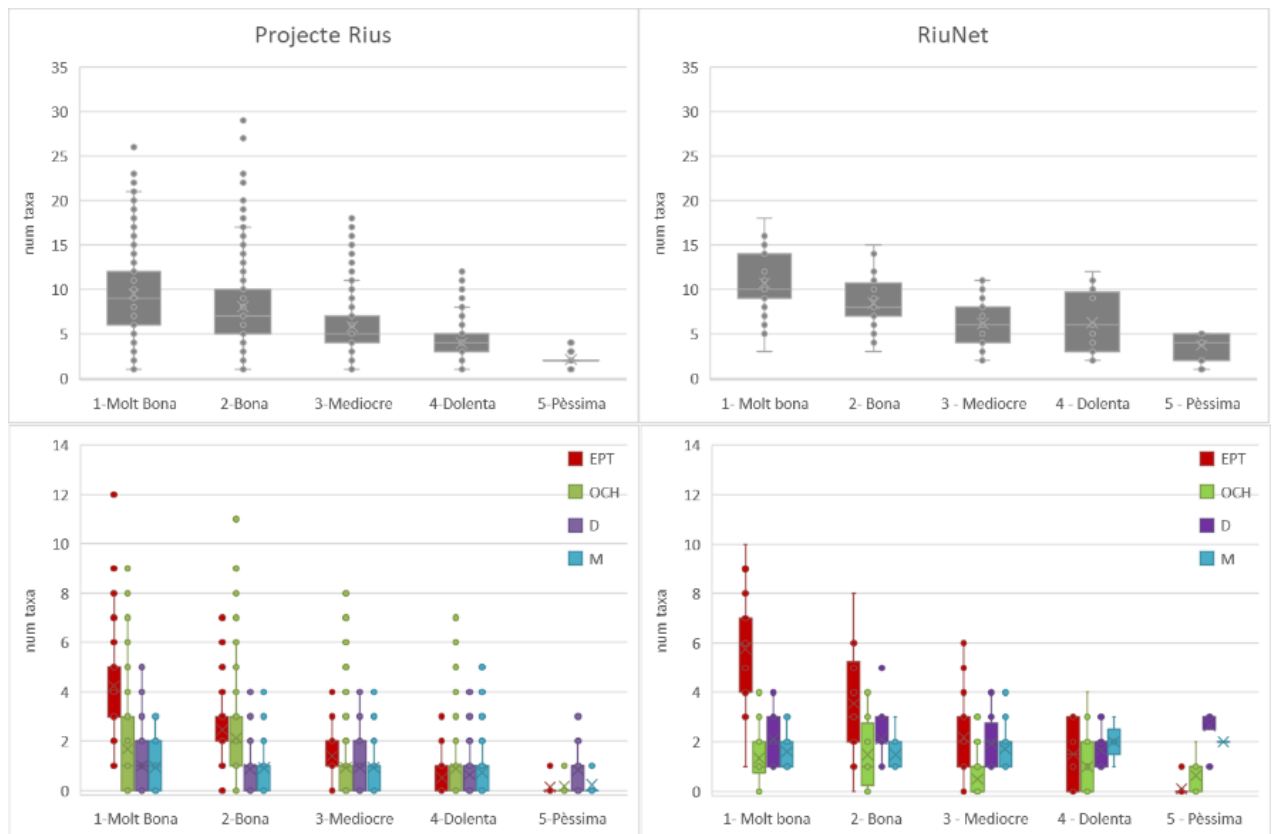 Projecte Rius
num taxa
35
30
25
20
15
10
5
0
1-Molt Bona 2-Bona 3-Mediocre 4-Dolenta 5-Pèssima
RiuNet
num taxa
35
30
25
20
15
10
5
0
1- Molt bona 2- Bona 3 - Mediocre 4 - Dolenta 5 - Pèssima
num taxa
14
12
10
8
6
4
2
0
EPT
OCH
D
M
1-Molt Bona 2-Bona 3-Mediocre 4-Dolenta 5-Pèssima
num taxa
14
12
10
8
6
4
2
0
EPT
OCH
D
M
1- Molt bona 2- Bona 3 - Mediocre 4 - Dolenta 5 - Pèssima